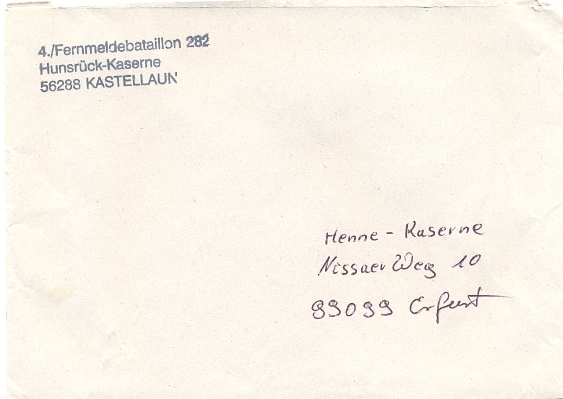 4./Fernmeldebataillon 282
Hunsrück-Kaserne
56288 KASTELLAUN
Henne - Kaserne
Nissaer Weg 10
99099 Erfurt